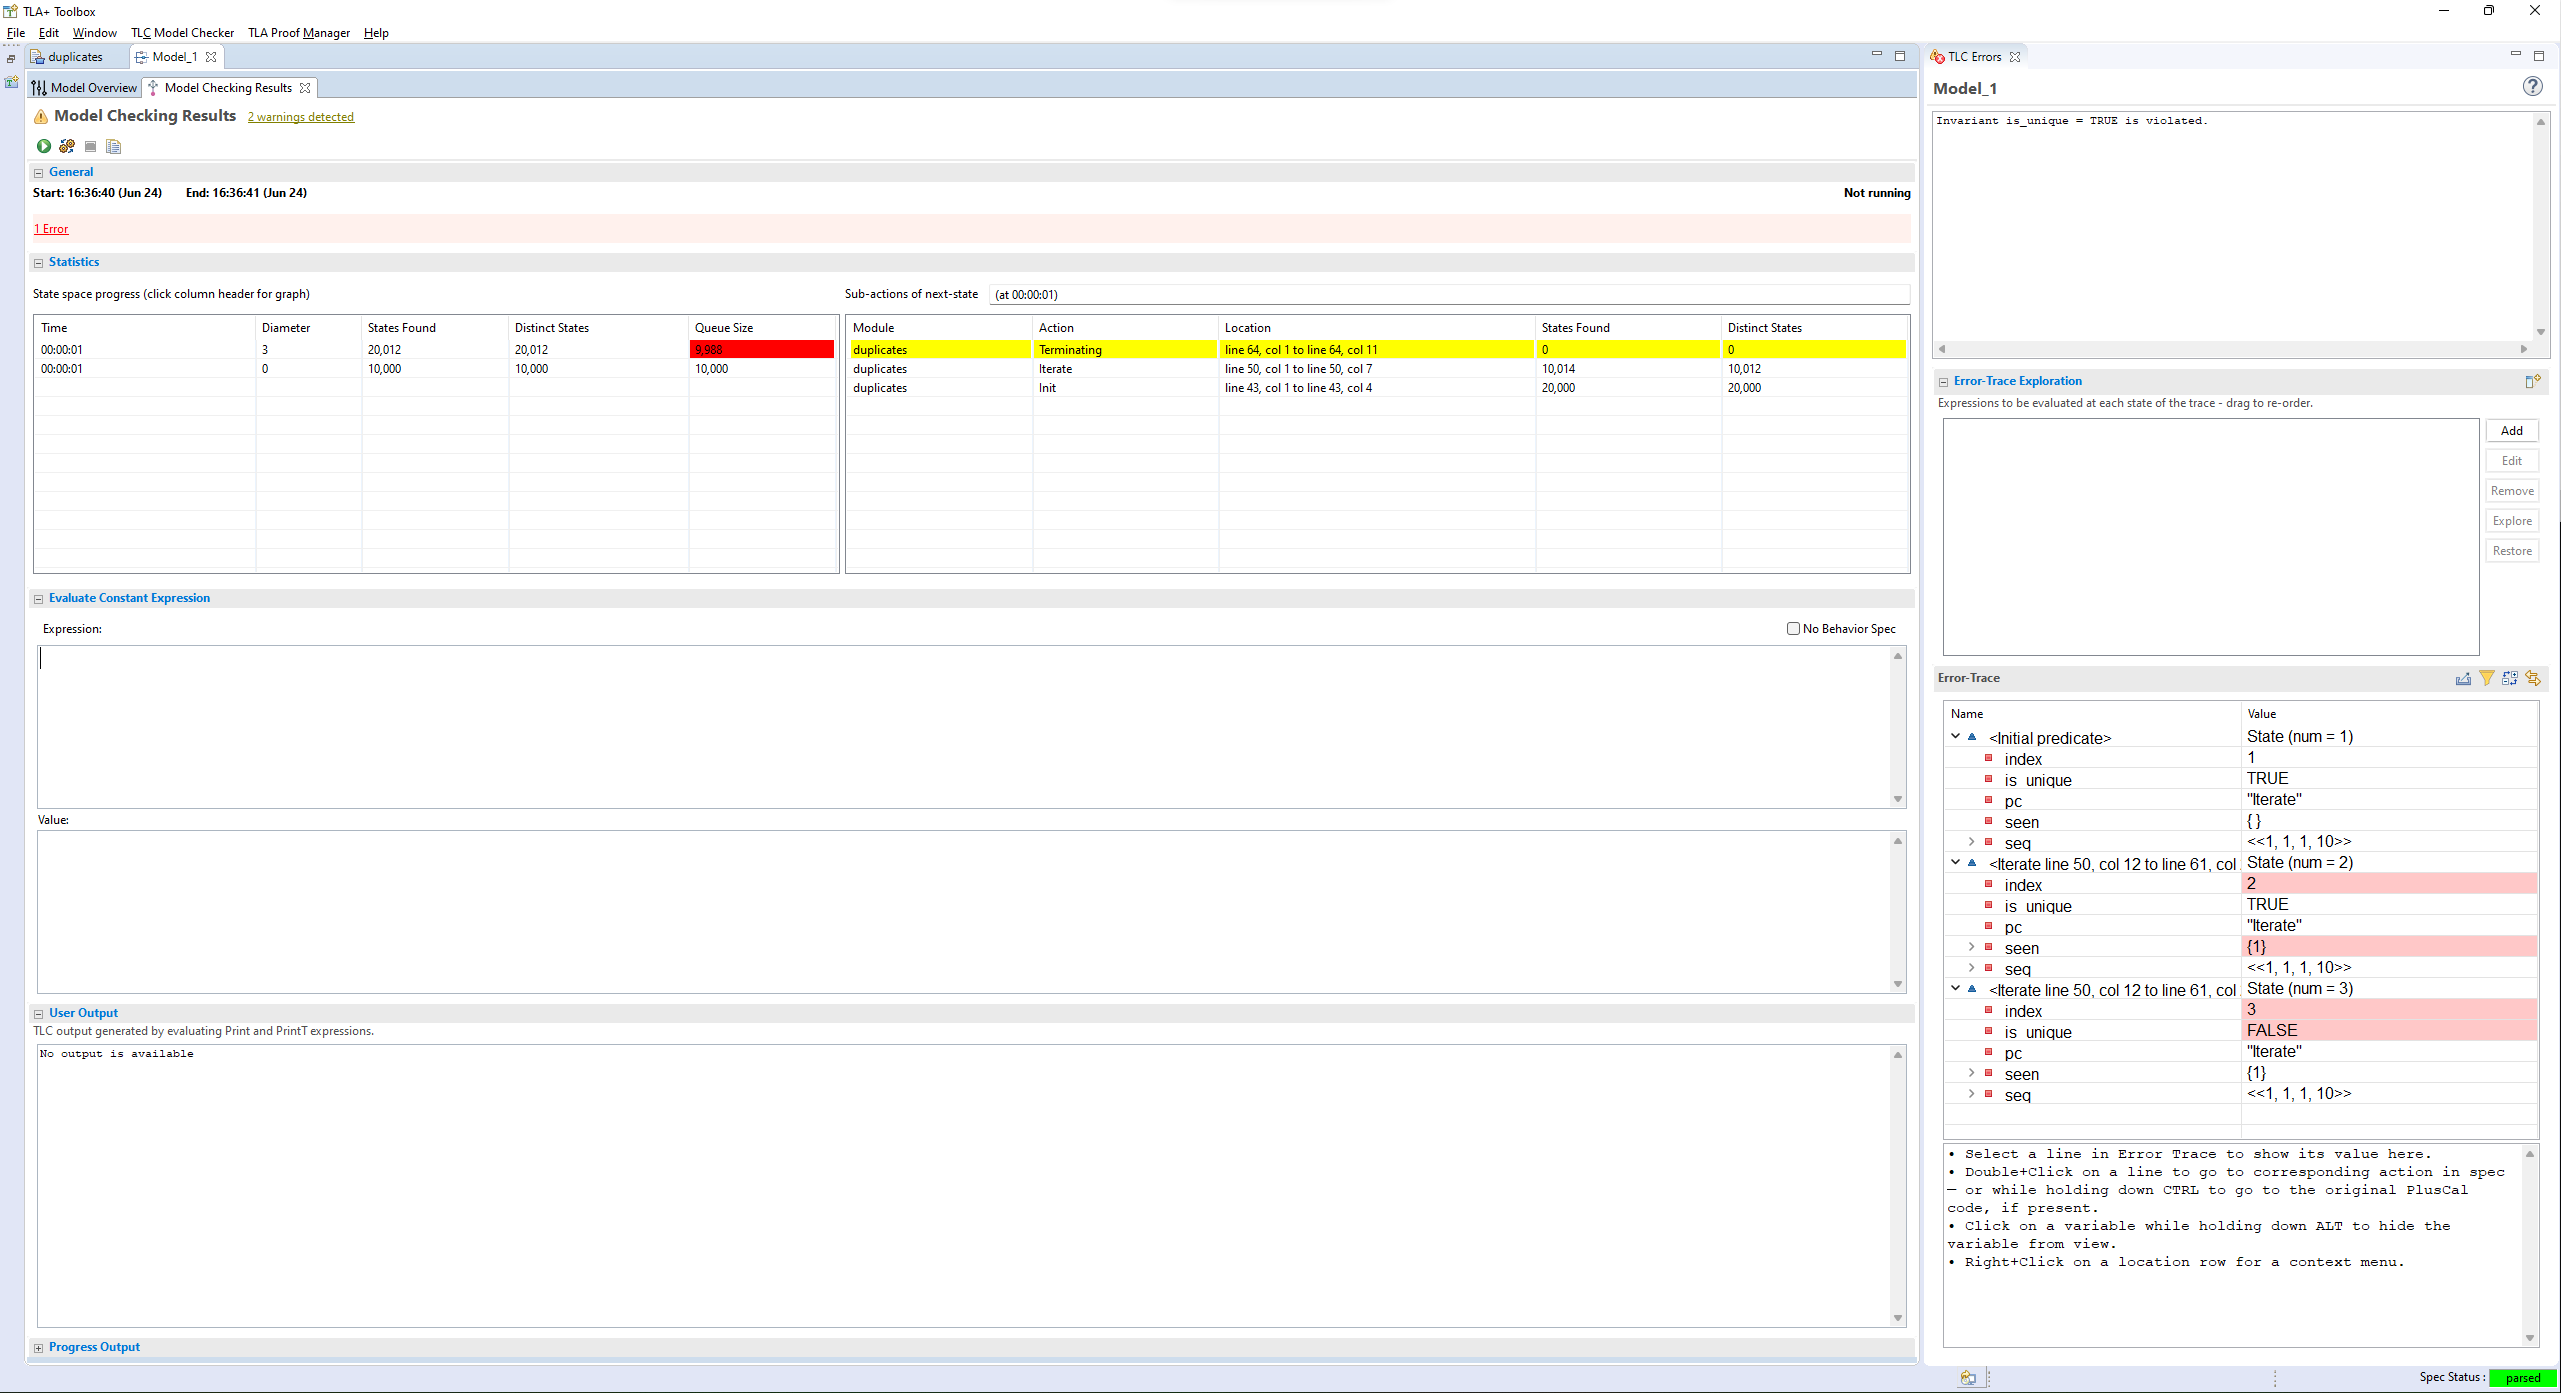 TLA+ Toolbox
File Edit Window TLC Model Checker TLA Proof Manager Help
duplicates Model_1
Model Overview Model Checking Results
Model Checking Results 2 warnings detected
General
Start: 16:36:40 (Jun 24) End: 16:36:41 (Jun 24) Not running
1 Error
Statistics
State space progress (click column header for graph)
Time Diameter States Found Distinct States Queue Size
00:00:01 3 20,012 20,012 9,988
00:00:01 0 10,000 10,000 10,000
Sub-actions of next-state (at 00:00:01)
Module Action Location States Found Distinct States
duplicates Terminating line 64, col 1 to line 64, col 11 0 0
duplicates Iterate line 50, col 1 to line 50, col 7 10,014 10,012
duplicates Init line 43, col 1 to line 43, col 4 20,000 20,000
Evaluate Constant Expression
Expression: No Behavior Spec
Value:
User Output
TLC output generated by evaluating Print and PrintT expressions.
No output is available
Progress Output
TLC Errors
Model_1
Invariant is_unique = TRUE is violated.
Error-Trace Exploration
Expressions to be evaluated at each state of the trace - drag to re-order.
Add
Edit
Remove
Explore
Restore
Error-Trace
Name Value
<Initial predicate> State (num = 1)
index 1
is_unique TRUE
pc "Iterate"
seen { }
seq <<1, 1, 1, 10>>
<Iterate line 50, col 12 to line 61, col State (num = 2)
index 2
is_unique TRUE
pc "Iterate"
seen {1}
seq <<1, 1, 1, 10>>
<Iterate line 50, col 12 to line 61, col State (num = 3)
index 3
is_unique FALSE
pc "Iterate"
seen {1}
seq <<1, 1, 1, 10>>
• Select a line in Error Trace to show its value here.
• Double+Click on a line to go to corresponding action in spec
— or while holding down CTRL to go to the original PlusCal
code, if present.
• Click on a variable while holding down ALT to hide the
variable from view.
• Right+Click on a location row for a context menu.
Spec Status : parsed